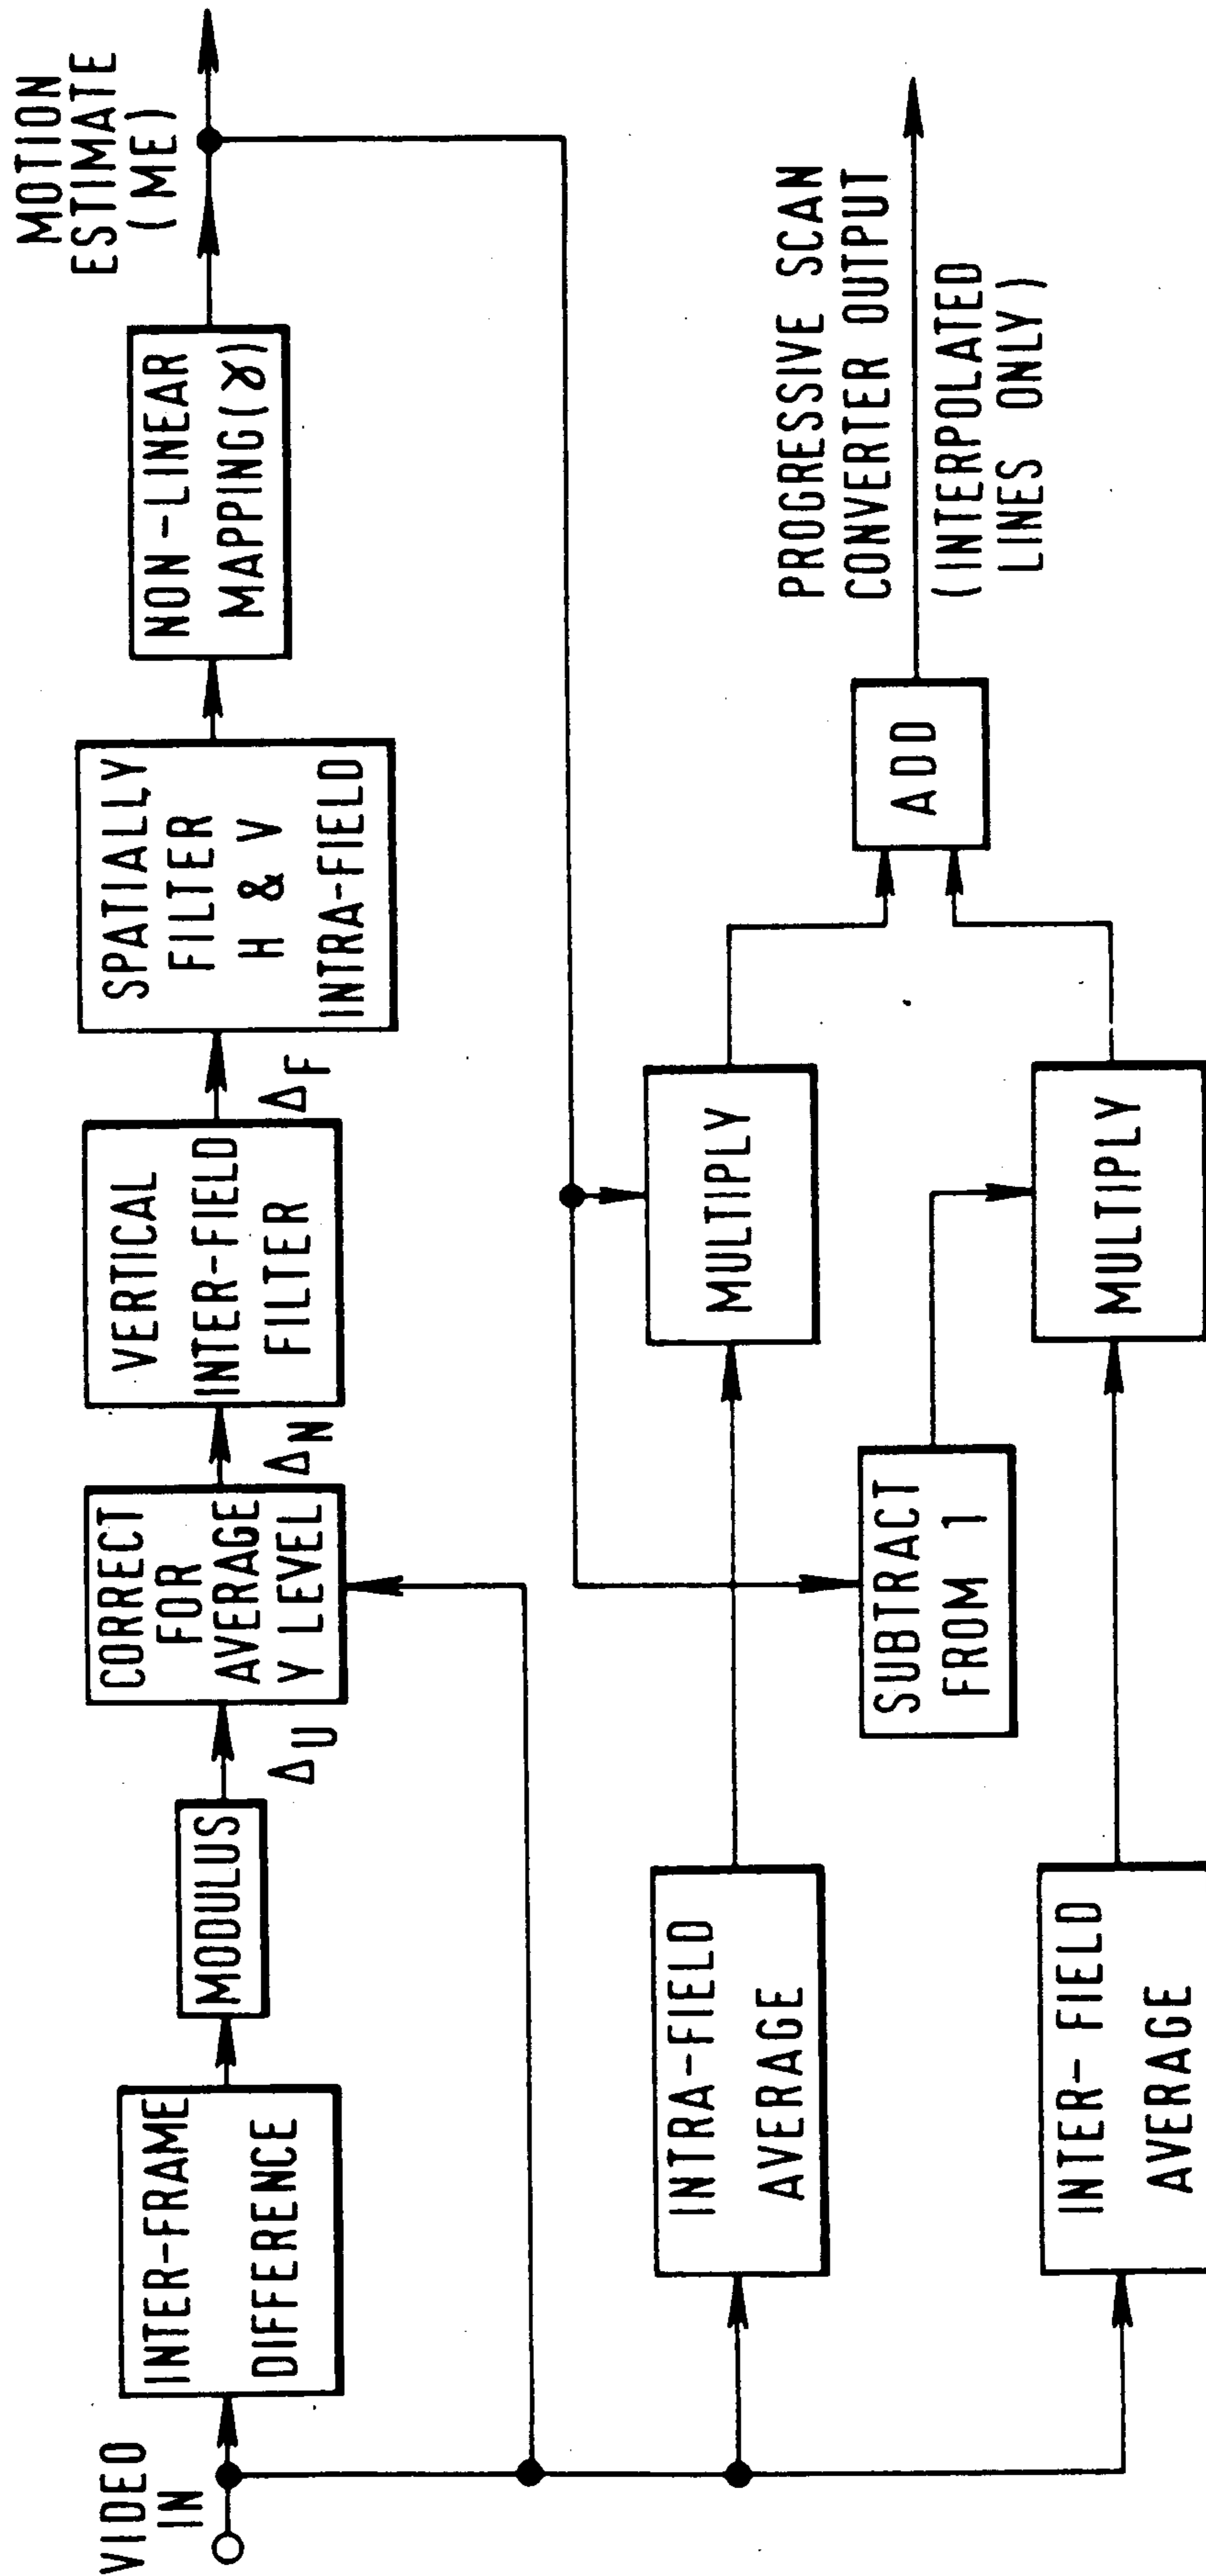 VIDEO
IN
INTER-FRAME
DIFFERENCE
MODULUS
ΔU
CORRECT
FOR
AVERAGE
Y LEVEL
ΔN
VERTICAL
INTER-FIELD
FILTER
ΔF
SPATIALLY
FILTER
H & V
INTRA-FIELD
NON-LINEAR
MAPPING(γ)
MOTION
ESTIMATE
(ME)
INTRA-FIELD
AVERAGE
MULTIPLY
SUBTRACT
FROM 1
INTER-FIELD
AVERAGE
MULTIPLY
ADD
PROGRESSIVE SCAN
CONVERTER OUTPUT
(INTERPOLATED
LINES ONLY)